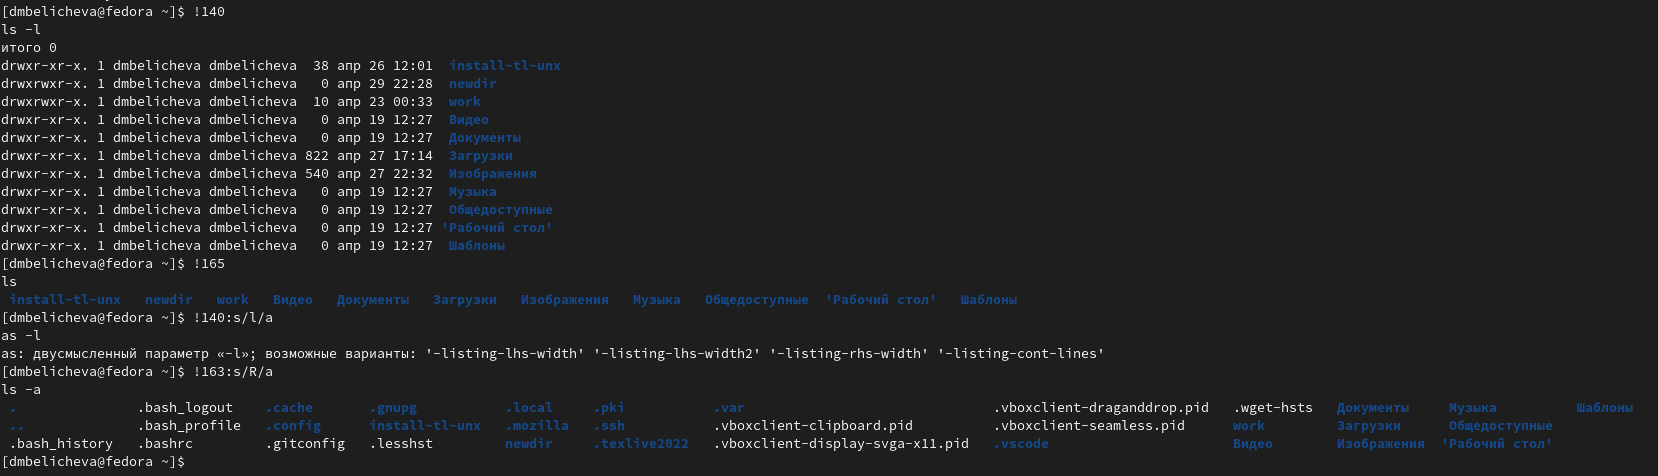 [dmbelicheva@fedora ~]$ !140
ls -l
итого 0
drwxr-xr-x. 1 dmbelicheva dmbelicheva  38 апр 26 12:01  install-tl-unx
drwxrwxr-x. 1 dmbelicheva dmbelicheva   0 апр 29 22:28  newdir
drwxrwxr-x. 1 dmbelicheva dmbelicheva  10 апр 23 00:33  work
drwxr-xr-x. 1 dmbelicheva dmbelicheva   0 апр 19 12:27  Видео
drwxr-xr-x. 1 dmbelicheva dmbelicheva   0 апр 19 12:27  Документы
drwxr-xr-x. 1 dmbelicheva dmbelicheva 822 апр 27 17:14  Загрузки
drwxr-xr-x. 1 dmbelicheva dmbelicheva 540 апр 27 22:32  Изображения
drwxr-xr-x. 1 dmbelicheva dmbelicheva   0 апр 19 12:27  Музыка
drwxr-xr-x. 1 dmbelicheva dmbelicheva   0 апр 19 12:27  Общедоступные
drwxr-xr-x. 1 dmbelicheva dmbelicheva   0 апр 19 12:27 'Рабочий стол'
drwxr-xr-x. 1 dmbelicheva dmbelicheva   0 апр 19 12:27  Шаблоны
[dmbelicheva@fedora ~]$ !165
ls
install-tl-unx   newdir   work   Видео   Документы   Загрузки   Изображения   Музыка   Общедоступные  'Рабочий стол'   Шаблоны
[dmbelicheva@fedora ~]$ !140:s/l/a
as -l
as: двусмысленный параметр «-l»; возможные варианты: '-listing-lhs-width' '-listing-lhs-width2' '-listing-rhs-width' '-listing-cont-lines'
[dmbelicheva@fedora ~]$ !163:s/R/a
ls -a
.   .bash_logout   .cache   .gnupg   .local   .pki   .var   .vboxclient-draganddrop.pid   .wget-hsts   Документы   Музыка   Шаблоны
..   .bash_profile   .config   install-tl-unx   .mozilla   .ssh   .vboxclient-clipboard.pid   .vboxclient-seamless.pid   work   Загрузки   Общедоступные
.bash_history   .bashrc   .gitconfig   .lesshst   newdir   .texlive2022   .vboxclient-display-svga-x11.pid   .vscode   Видео   Изображения  'Рабочий стол'
[dmbelicheva@fedora ~]$